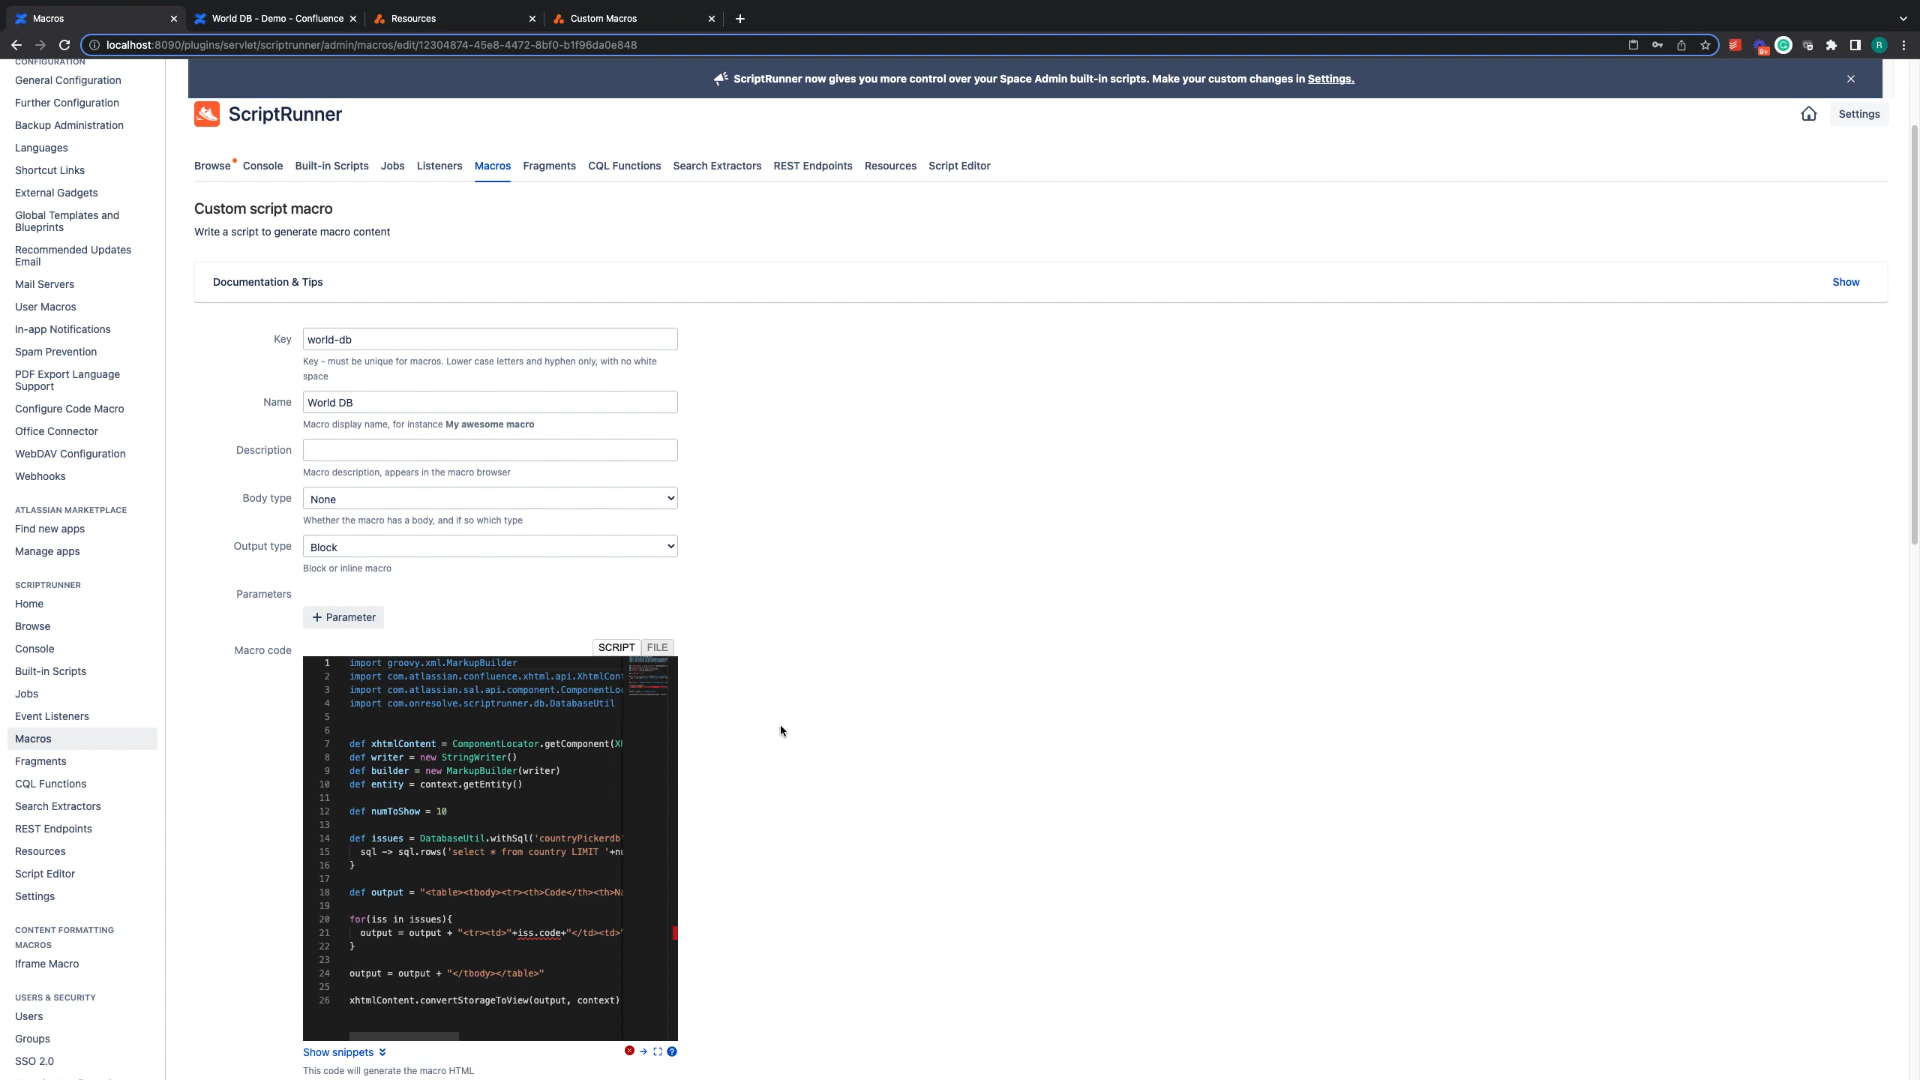 Macros
World DB - Demo - Confluence
Resources
Custom Macros
localhost:8090/plugins/servlet/scriptrunner/admin/macros/edit/12304874-45e8-4472-8bf0-b1f96da0e848
R
CONFIGURATION
General Configuration
Further Configuration
Backup Administration
Languages
Shortcut Links
External Gadgets
Global Templates and
Blueprints
Recommended Updates
Email
Mail Servers
User Macros
In-app Notifications
Spam Prevention
PDF Export Language
Support
Configure Code Macro
Office Connector
WebDAV Configuration
Webhooks
ATLASSIAN MARKETPLACE
Find new apps
Manage apps
SCRIPTRUNNER
Home
Browse
Console
Built-in Scripts
Jobs
Event Listeners
Macros
Fragments
CQL Functions
Search Extractors
REST Endpoints
Resources
Script Editor
Settings
CONTENT FORMATTING
MACROS
Iframe Macro
USERS & SECURITY
Users
Groups
SSO 2.0
ScriptRunner now gives you more control over your Space Admin built-in scripts. Make your custom changes in Settings.
ScriptRunner
Settings
Browse Console Built-in Scripts Jobs Listeners Macros Fragments CQL Functions Search Extractors REST Endpoints Resources Script Editor
Custom script macro
Write a script to generate macro content
Documentation & Tips
Show
Key
world-db
Key - must be unique for macros. Lower case letters and hyphen only, with no white
space
Name
World DB
Macro display name, for instance My awesome macro
Description
Macro description, appears in the macro browser
Body type
None
Whether the macro has a body, and if so which type
Output type
Block
Block or inline macro
Parameters
+ Parameter
Macro code
SCRIPT FILE
1 import groovy.xml.MarkupBuilder
2 import com.atlassian.confluence.xhtml.api.XhtmlCont
3 import com.atlassian.sal.api.component.ComponentLoc
4 import com.onresolve.scriptrunner.db.DatabaseUtil
5
6
7 def xhtmlContent = ComponentLocator.getComponent(Xh
8 def writer = new StringWriter()
9 def builder = new MarkupBuilder(writer)
10 def entity = context.getEntity()
11
12 def numToShow = 10
13
14 def issues = DatabaseUtil.withSql('countryPickerdb'
15 sql -> sql.rows('select * from country LIMIT '+nu
16 }
17
18 def output = "<table><tbody><tr><th>Code</th><th>Na
19
20 for(iss in issues){
21 output = output + "<tr><td>"+iss.code+"</td><td>"
22 }
23
24 output = output + "</tbody></table>"
25
26 xhtmlContent.convertStorageToView(output, context)
Show snippets
This code will generate the macro HTML